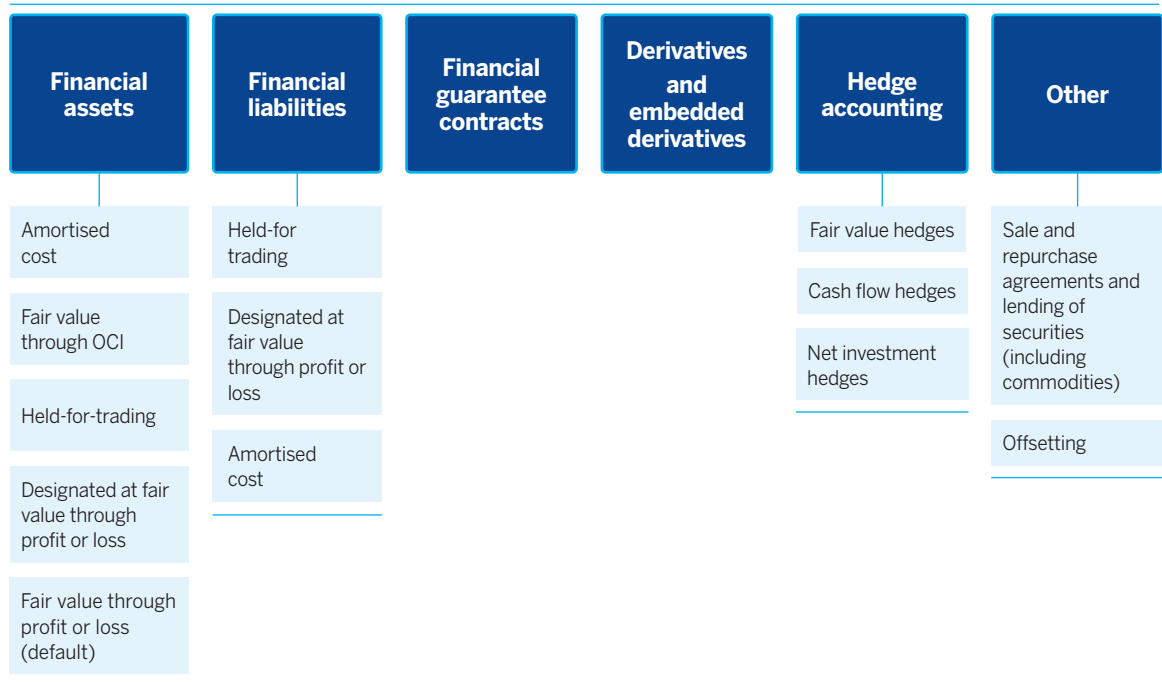 Financial
assets
Financial
liabilities
Financial
guarantee
contracts
Derivatives
and
embedded
derivatives
Hedge
accounting
Other
Amortised
cost
Fair value
through OCI
Held-for-trading
Designated at fair
value through
profit or loss
Fair value through
profit or loss
(default)
Held-for
trading
Designated at
fair value
through profit or
loss
Amortised
cost
Fair value hedges
Cash flow hedges
Net investment
hedges
Sale and
repurchase
agreements and
lending of
securities
(including
commodities)
Offsetting